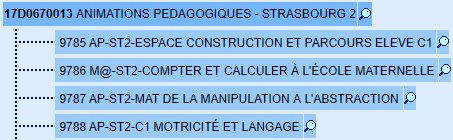 17D0670013 ANIMATIONS PEDAGOGIQUES - STRASBOURG 2
9785 AP-ST2-ESPACE CONSTRUCTION ET PARCOURS ELEVE C1
9786 M@-ST2-COMPTER ET CALCULER À L'ÉCOLE MATERNELLE
9787 AP-ST2-MAT DE LA MANIPULATION A L'ABSTRACTION
9788 AP-ST2-C1 MOTRICITÉ ET LANGAGE